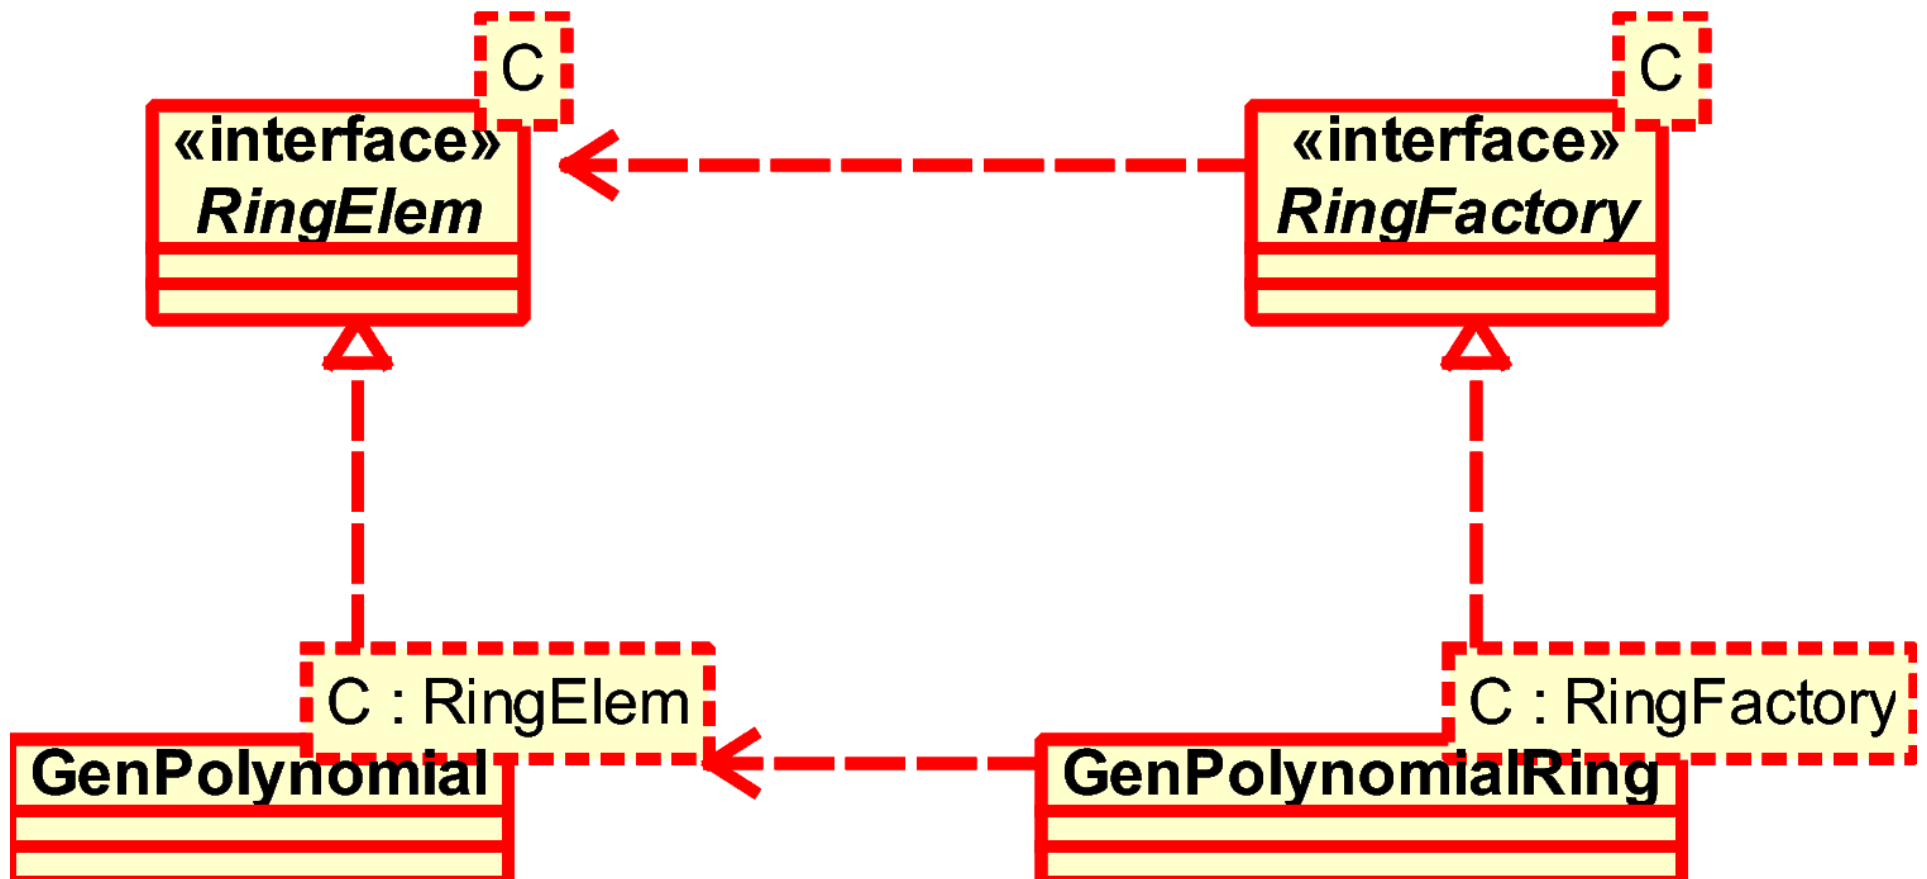 C
«interface»
RingElem
C
«interface»
RingFactory
C : RingElem
GenPolynomial
C : RingFactory
GenPolynomialRing